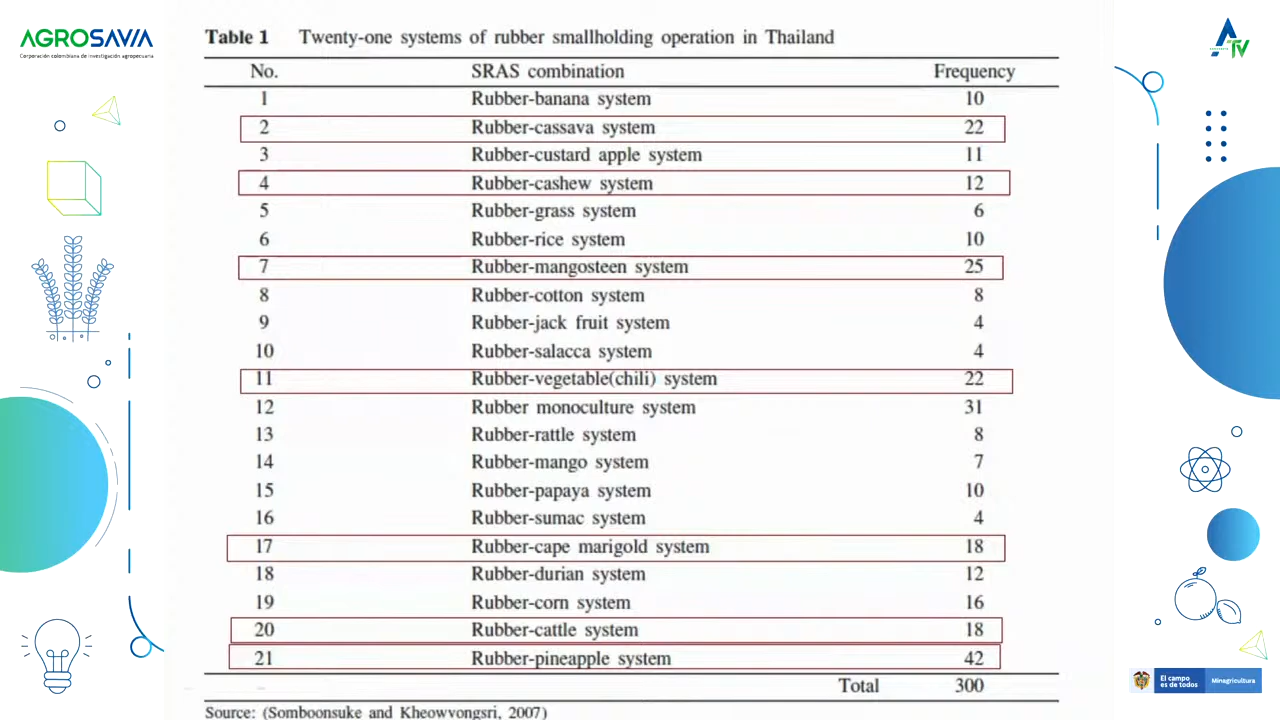 AGROSAVIA
Corporación colombiana de investigación agropecuaria
TV
Table 1 Twenty-one systems of rubber smallholding operation in Thailand
No. SRAS combination Frequency
1 Rubber-banana system 10
2 Rubber-cassava system 22
3 Rubber-custard apple system 11
4 Rubber-cashew system 12
5 Rubber-grass system 6
6 Rubber-rice system 10
7 Rubber-mangosteen system 25
8 Rubber-cotton system 8
9 Rubber-jack fruit system 4
10 Rubber-salacca system 4
11 Rubber-vegetable(chili) system 22
12 Rubber monoculture system 31
13 Rubber-rattle system 8
14 Rubber-mango system 7
15 Rubber-papaya system 10
16 Rubber-sumac system 4
17 Rubber-cape marigold system 18
18 Rubber-durian system 12
19 Rubber-corn system 16
20 Rubber-cattle system 18
21 Rubber-pineapple system 42
Total 300
Source: (Somboonsuke and Kheowvongsri, 2007)
El campo
es de todos
Minagricultura